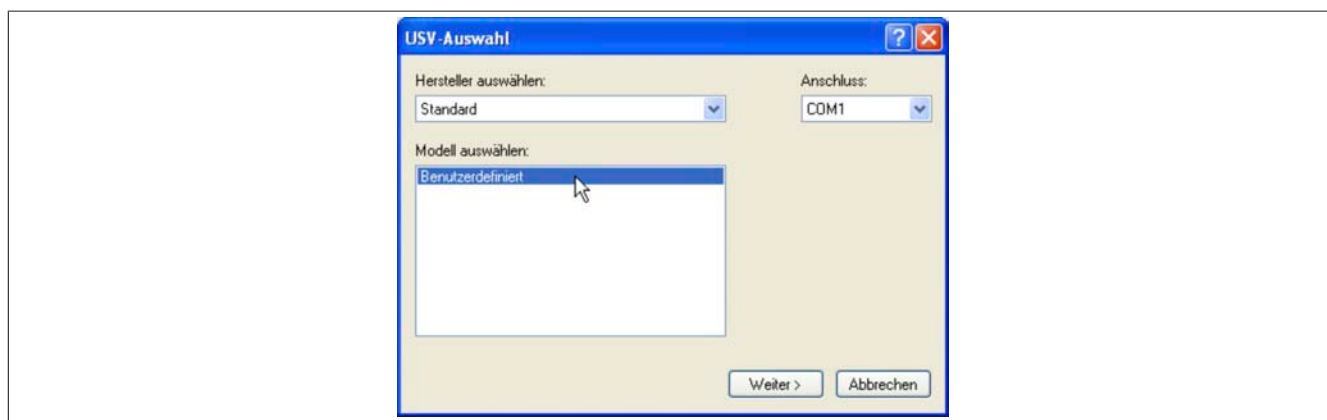 USV-Auswahl
Hersteller auswählen: Anschluss:
Standard COM1
Modell auswählen:
Benutzerdefiniert
Weiter > Abbrechen